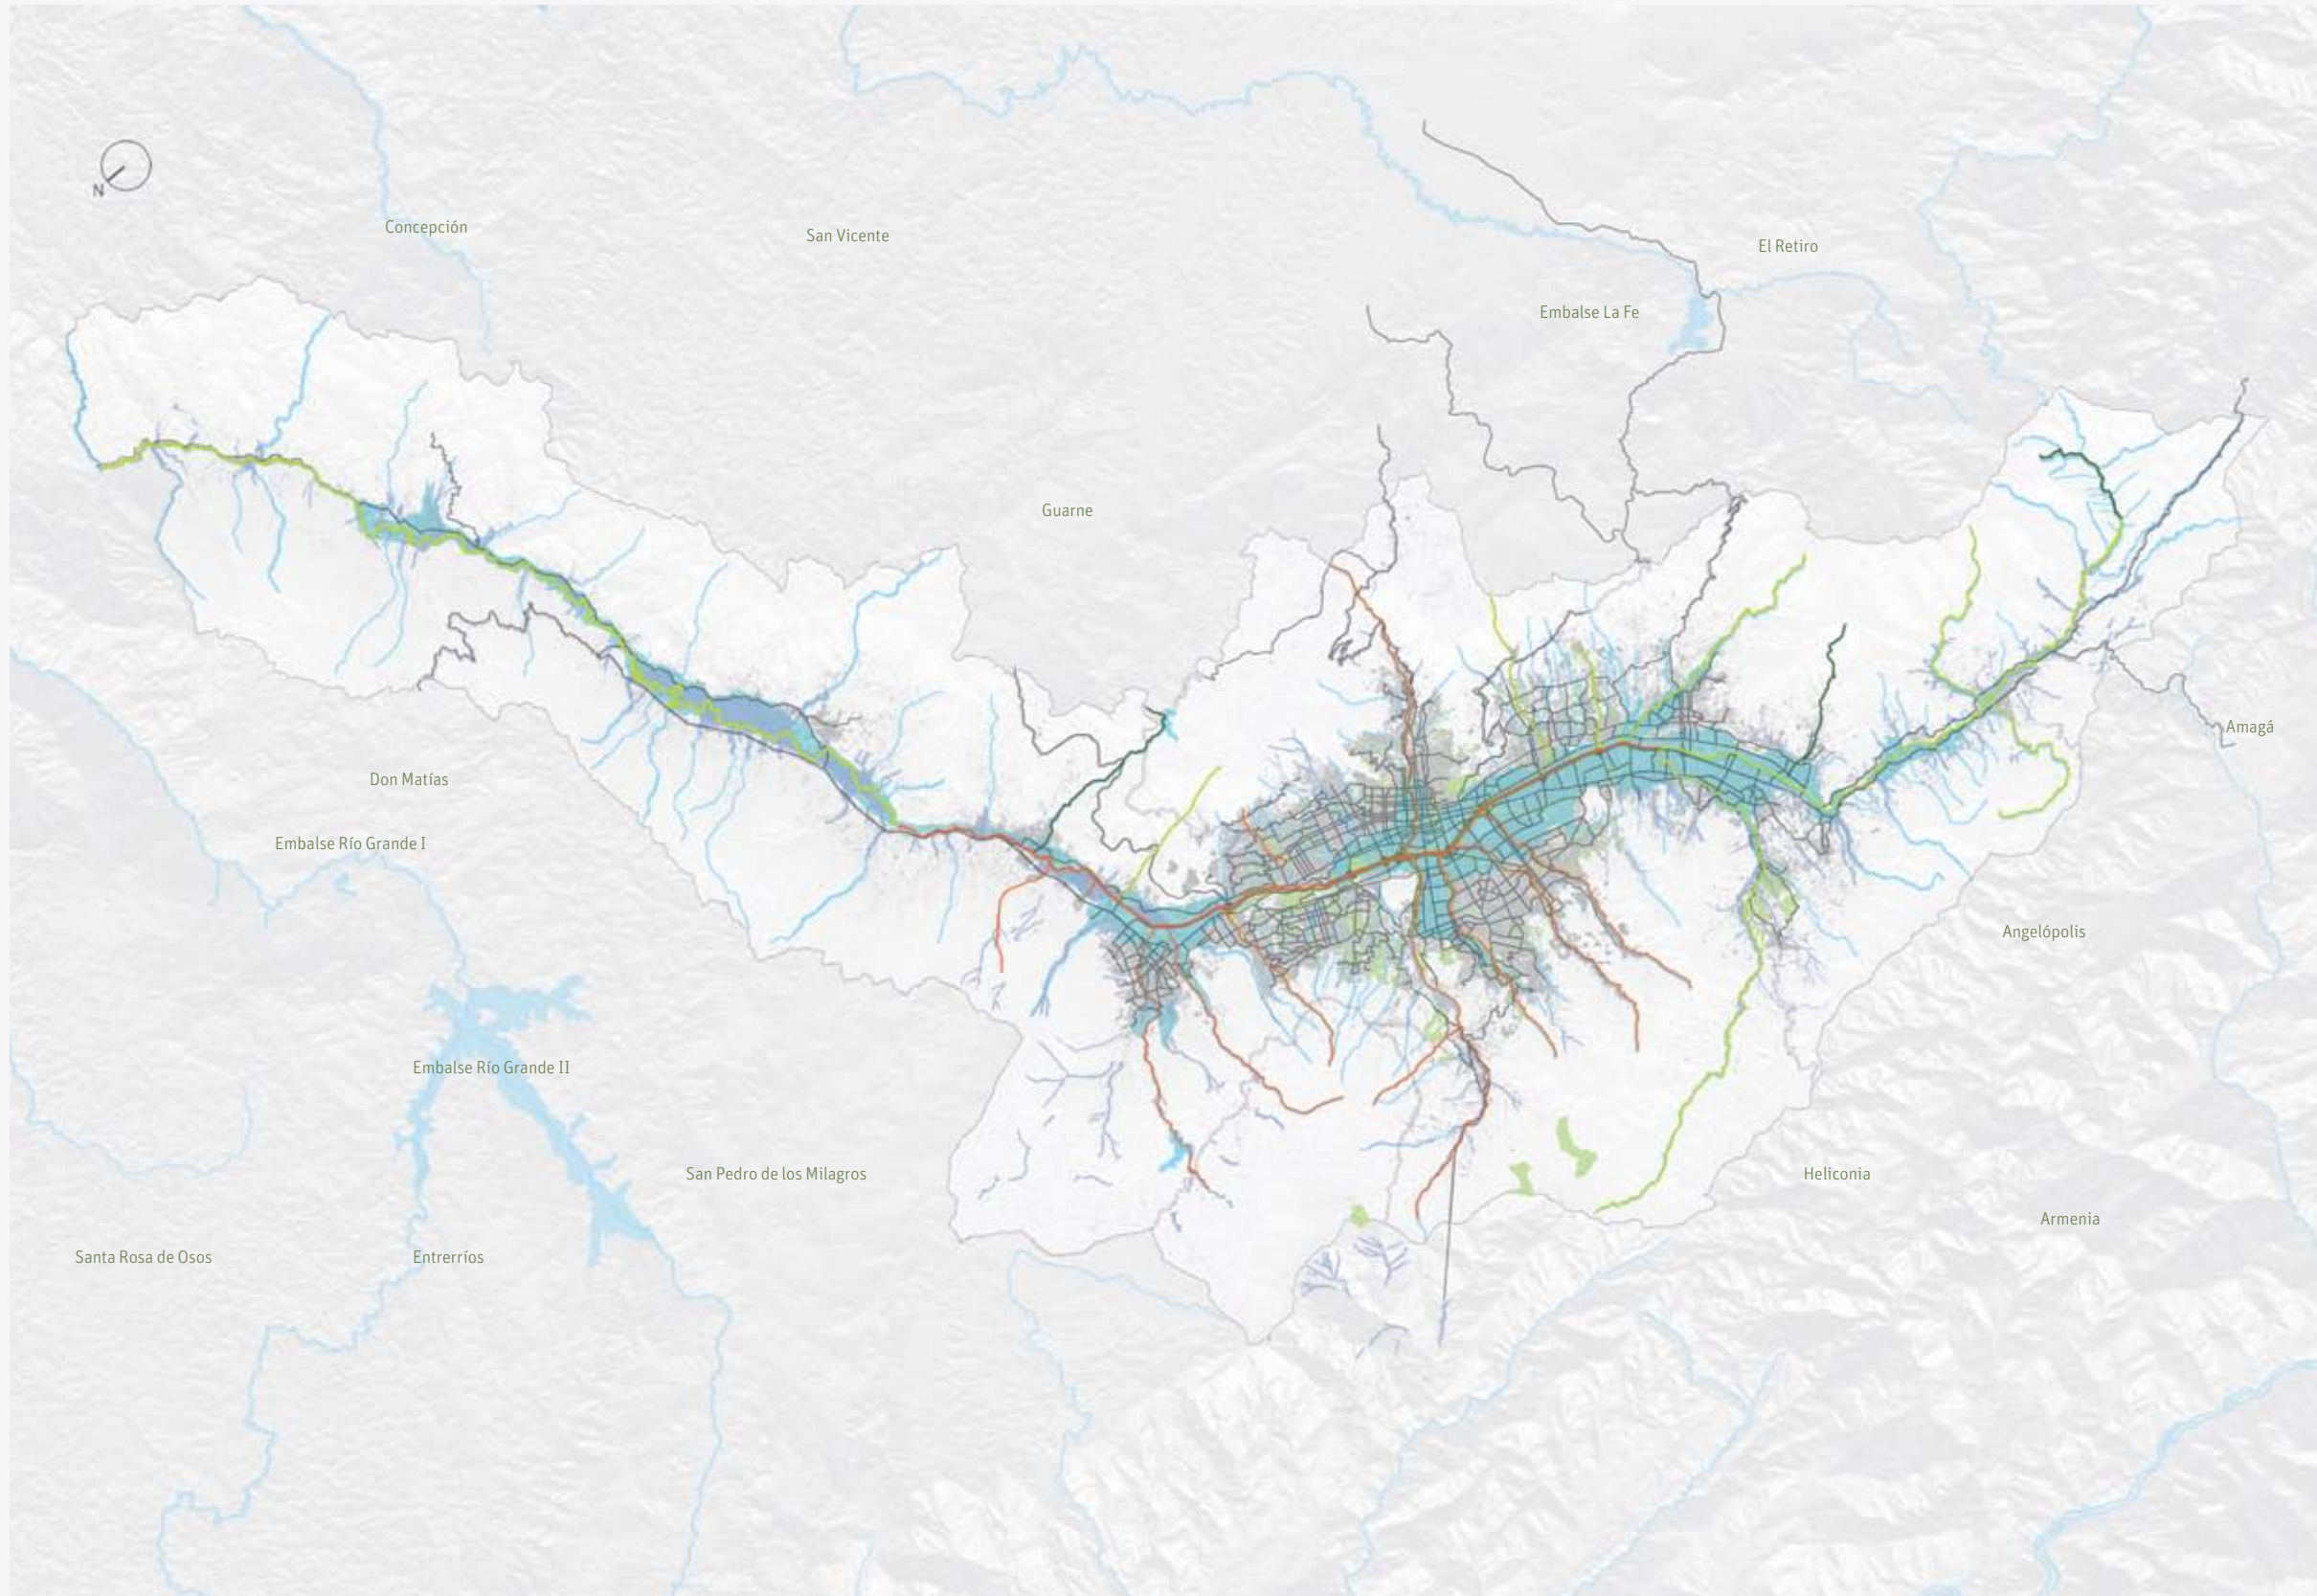 N
Concepción
San Vicente
El Retiro
Embalse La Fe
Guarne
Amagá
Don Matías
Embalse Río Grande I
Angelópolis
Embalse Río Grande II
San Pedro de los Milagros
Heliconia
Armenia
Santa Rosa de Osos
Entrerríos